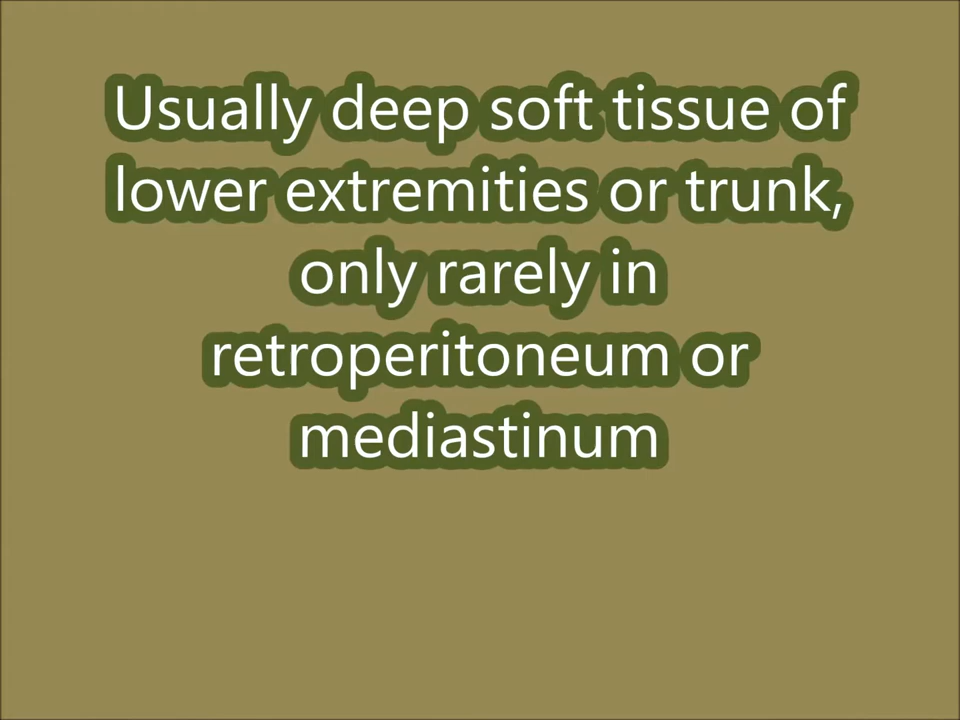 Usually deep soft tissue of
lower extremities or trunk,
only rarely in
retroperitoneum or
mediastinum